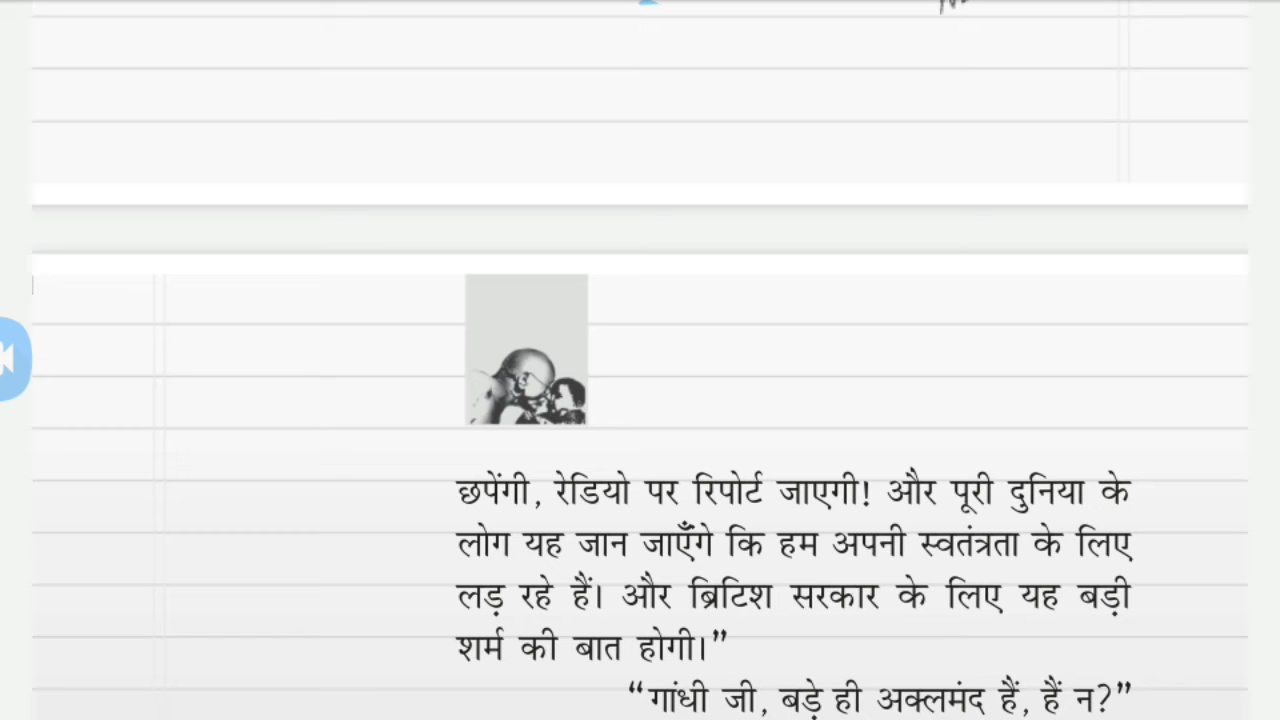 छपेंगी, रेडियो पर रिपोर्ट जाएगी! और पूरी दुनिया के
लोग यह जान जाएँगे कि हम अपनी स्वतंत्रता के लिए
लड़ रहे हैं। और ब्रिटिश सरकार के लिए यह बड़ी
शर्म की बात होगी।”
“गांधी जी, बड़े ही अक्लमंद हैं, हैं न?”